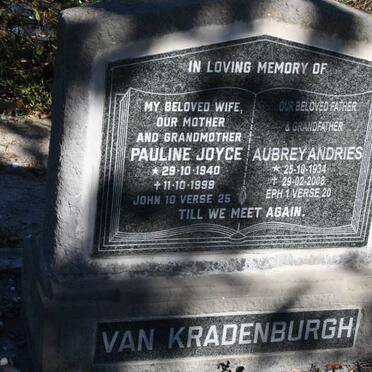 IN LOVING MEMORY OF
MY BELOVED WIFE,
OUR MOTHER
AND GRANDMOTHER
PAULINE JOYCE
★ 29·10·1940
† 11·10·1998
JOHN 10 VERSE 25
OUR BELOVED FATHER
& GRANDFATHER
AUBREY ANDRIES
★ 25-10-1934
29-02-2008
EPH 1 VERSE 20
TILL WE MEET AGAIN.
VAN KRADENBURGH